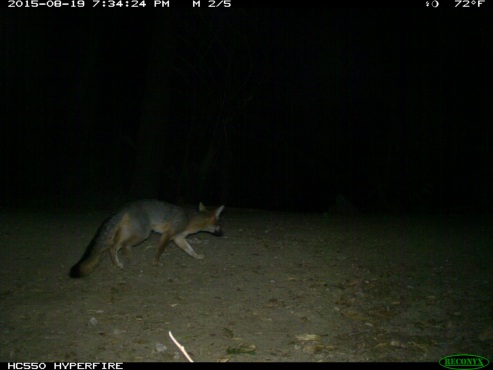 2015-08-19 7:34:24 PM M 2/5 72°F
HC550 HYPERFIRE
RECONYX